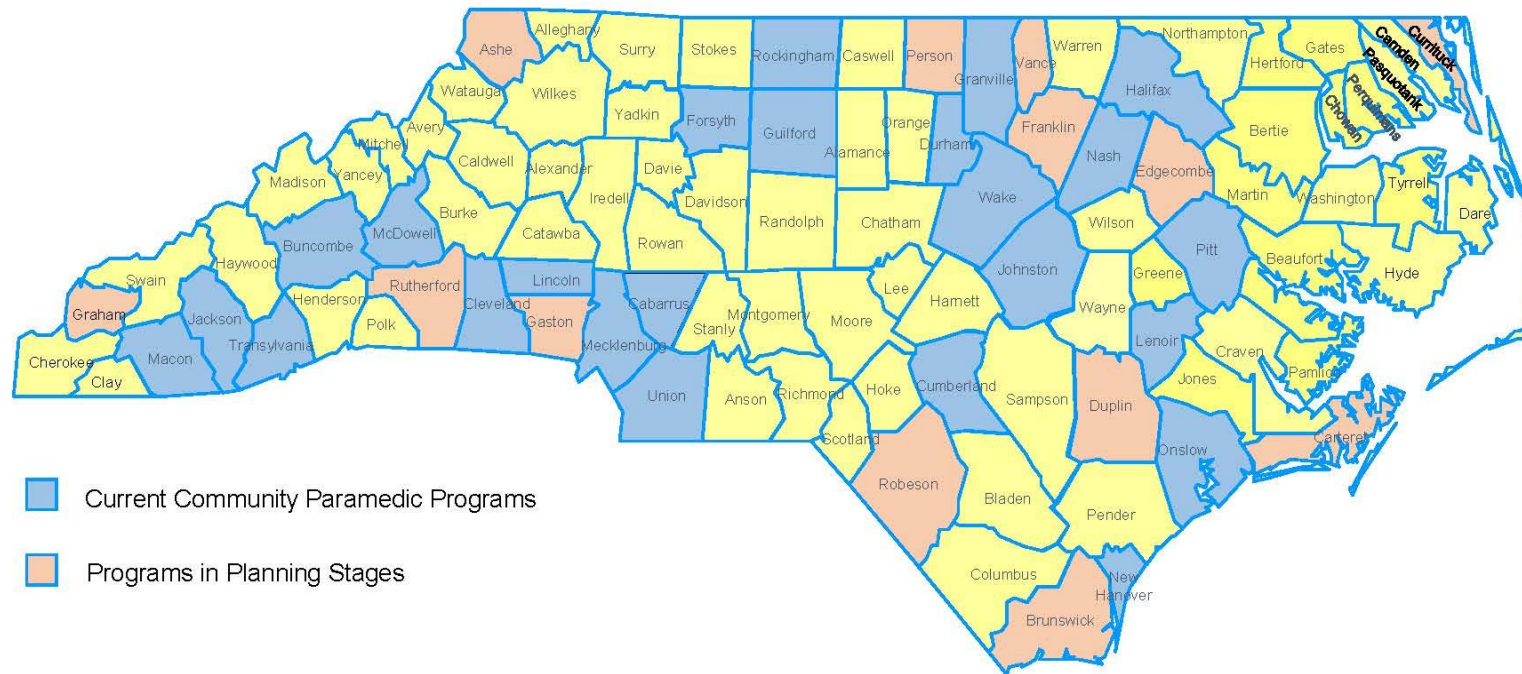 Alleghany
Ashe
Surry
Stokes
Rockingham
Caswell
Person
Granville
Vance
Warren
Northampton
Gates
Camden
Currituck
Hertford
Pasquotank
Perquimans
Chowan
Watauga
Wilkes
Yadkin
Forsyth
Guilford
Alamance
Orange
Durham
Franklin
Halifax
Nash
Bertie
Avery
Mitchell
Caldwell
Alexander
Davie
Iredell
Davidson
Edgecombe
Madison
Yancey
Burke
Catawba
Rowan
Randolph
Chatham
Wake
Wilson
Martin
Washington
Tyrrell
Dare
Buncombe
McDowell
Haywood
Swain
Lincoln
Johnston
Greene
Pitt
Beaufort
Hyde
Graham
Jackson
Henderson
Rutherford
Polk
Cleveland
Gaston
Cabarrus
Stanly
Montgomery
Moore
Lee
Harnett
Wayne
Lenoir
Craven
Pamlico
Cherokee
Clay
Macon
Transylvania
Mecklenburg
Union
Anson
Richmond
Hoke
Cumberland
Sampson
Duplin
Jones
Scotland
Onslow
Carteret
Robeson
Bladen
Pender
Columbus
New
Hanover
Brunswick
Current Community Paramedic Programs
Programs in Planning Stages